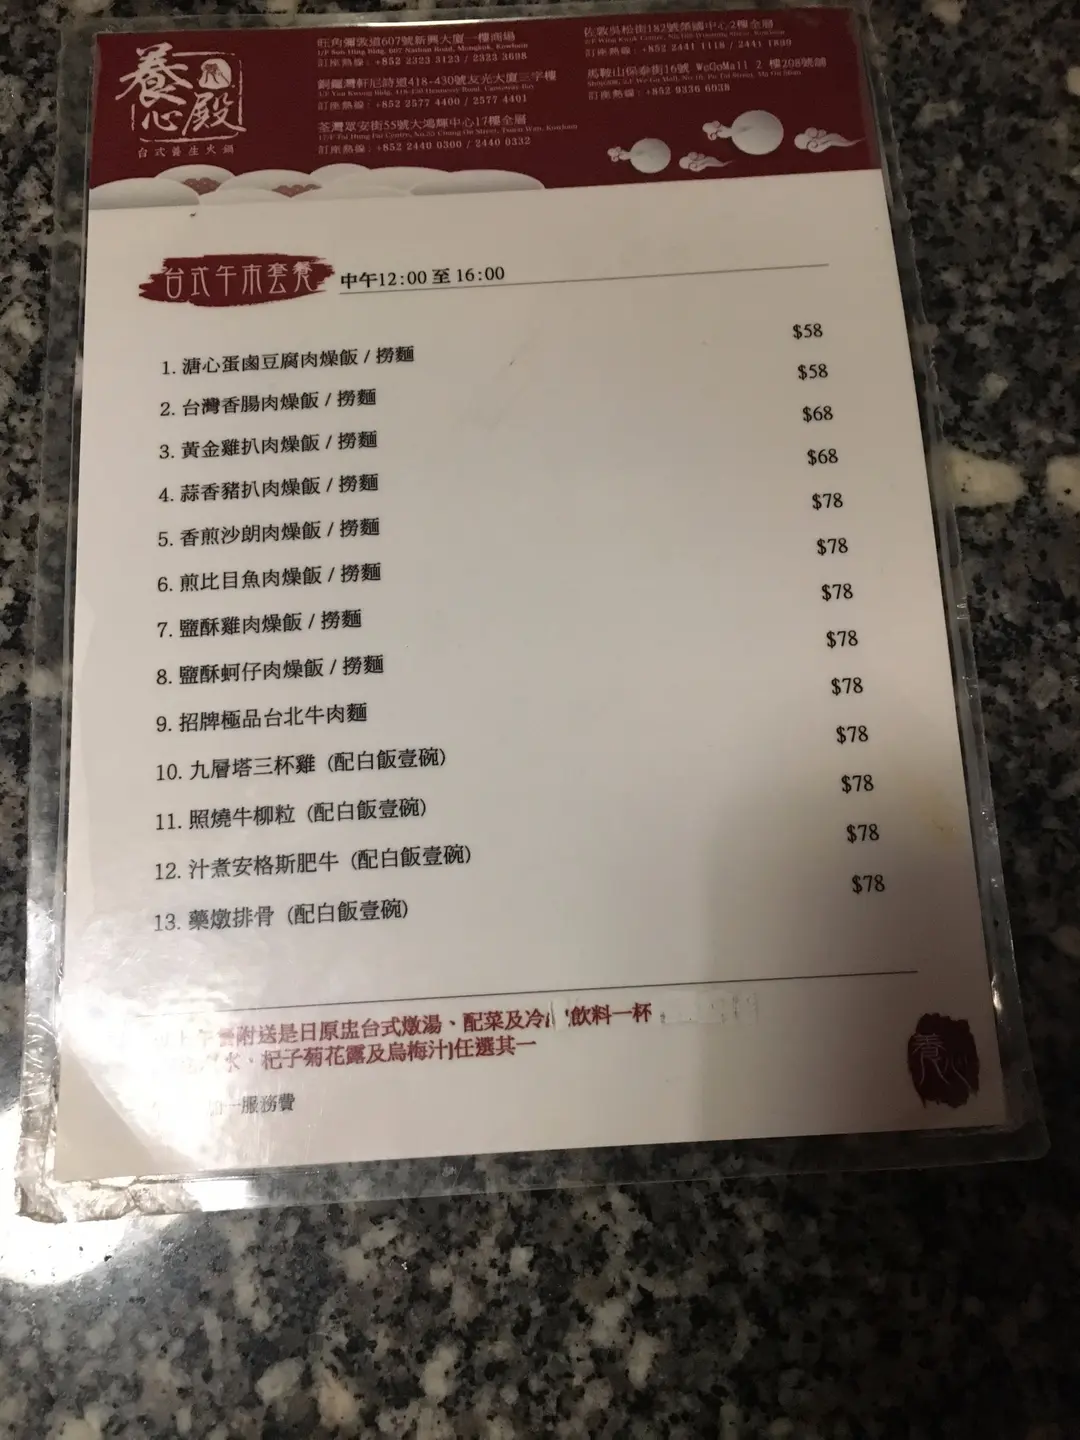 養心殿
台式養生火鍋
旺角彌敦道607號新興大廈一樓商場
1/F Sun Hing Bldg, 607 Nathan Road, Mongkok, Kowloon
訂座熱線：+852 2323 3123 / 2323 3698
銅鑼灣軒尼詩道418-430號友光大廈三字樓
訂座熱線：+852 2577 4400 / 2577 4401
荃灣眾安街55號大鴻輝中心17樓全層
訂座熱線：+852 2440 0300 / 2440 0332
佐敦吳松街182號領國中心2樓全層
訂座熱線：+852 2441 1118 / 2441 1839
馬鞍山保泰街16號 WeGoMall 2 樓208號舖
訂座熱線：+852 9336 6038
台式午市套餐 中午12:00 至 16:00
1. 溏心蛋鹵豆腐肉燥飯 / 撈麵 $58
2. 台灣香腸肉燥飯 / 撈麵 $58
3. 黃金雞扒肉燥飯 / 撈麵 $68
4. 蒜香豬扒肉燥飯 / 撈麵 $68
5. 香煎沙朗肉燥飯 / 撈麵 $78
6. 煎比目魚肉燥飯 / 撈麵 $78
7. 鹽酥雞肉燥飯 / 撈麵 $78
8. 鹽酥蚵仔肉燥飯 / 撈麵 $78
9. 招牌極品台北牛肉麵 $78
10. 九層塔三杯雞 (配白飯壹碗) $78
11. 照燒牛柳粒 (配白飯壹碗) $78
12. 汁煮安格斯肥牛 (配白飯壹碗) $78
13. 藥燉排骨 (配白飯壹碗) $78
午餐附送是日原盅台式燉湯、配菜及冷 飲料一杯
水、杞子菊花露及烏梅汁]任選其一
一服務費
養心